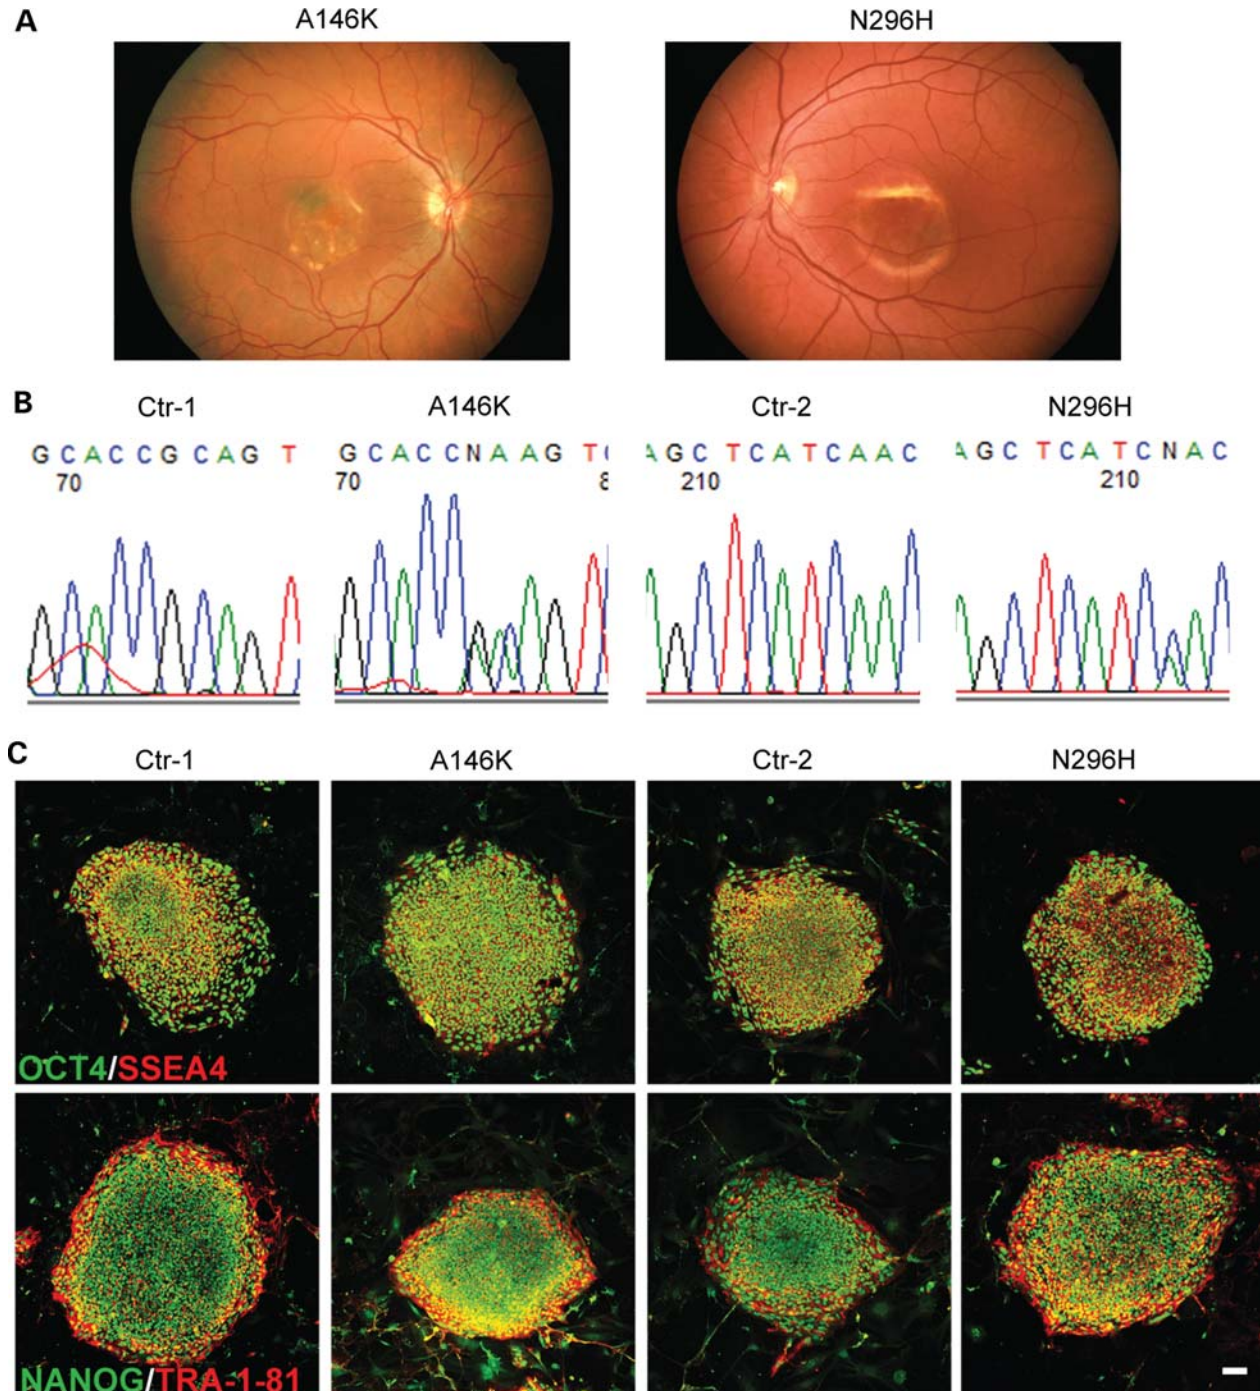 A
A146K N296H
B
Ctr-1 A146K Ctr-2 N296H
G C A C C G C A G T G C A C C N A A G T C A G C T C A T C A A C A G C T C A T C N A C
70 70 8 210 210
C
Ctr-1 A146K Ctr-2 N296H
OCT4/SSEA4
NANOG/TRA-1-81